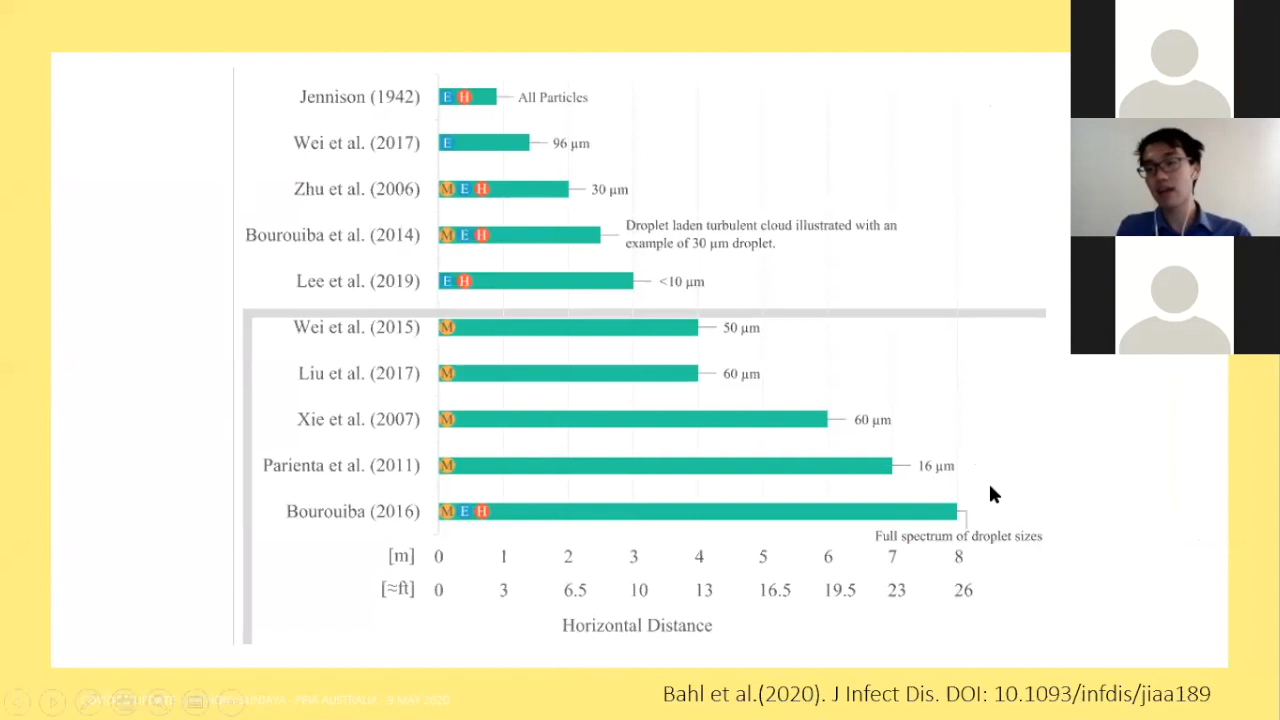 Jennison (1942) E H All Particles
Wei et al. (2017) E 96 μm
Zhu et al. (2006) M E H 30 μm
Bourouiba et al. (2014) M E H Droplet laden turbulent cloud illustrated with an
example of 30 μm droplet.
Lee et al. (2019) E H <10 μm
Wei et al. (2015) M 50 μm
Liu et al. (2017) M 60 μm
Xie et al. (2007) M 60 μm
Parienta et al. (2011) M 16 μm
Bourouiba (2016) M E H
Full spectrum of droplet sizes
[m] 0 1 2 3 4 5 6 7 8
[≈ft] 0 3 6.5 10 13 16.5 19.5 23 26
Horizontal Distance
Bahl et al.(2020). J Infect Dis. DOI: 10.1093/infdis/jiaa189
AUSTRALIA - 9 MAY 2020